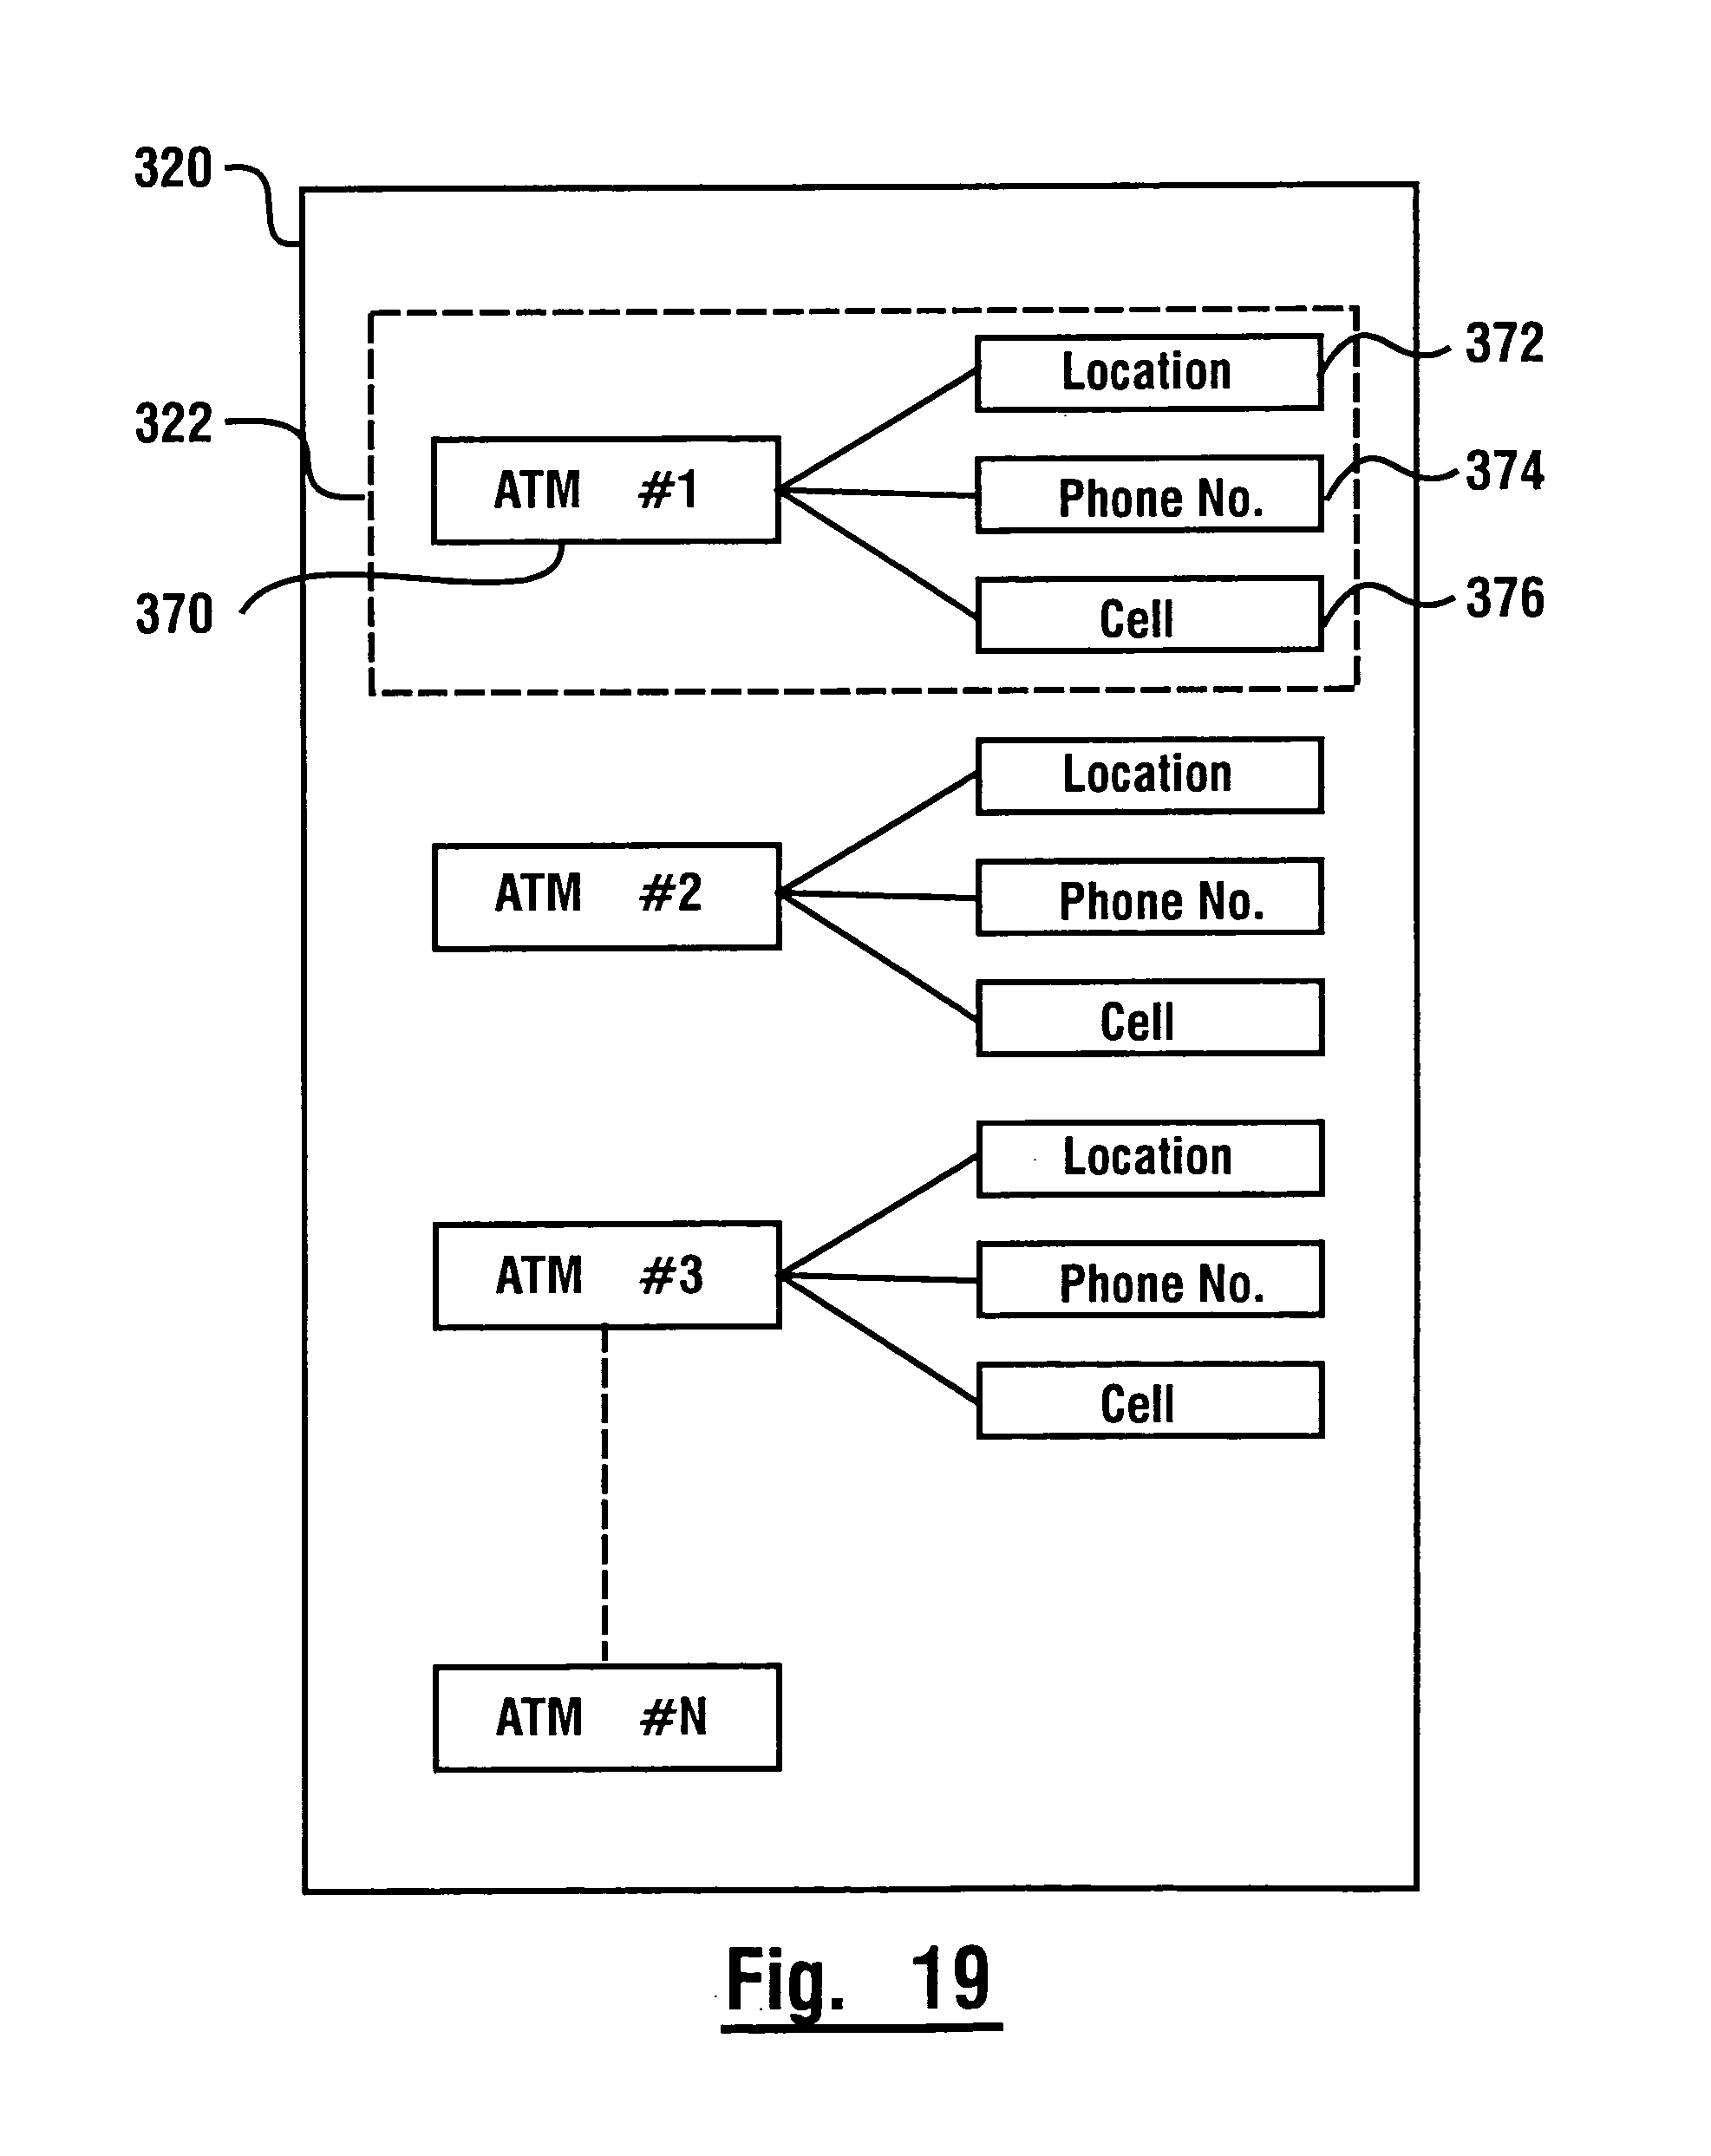 320
Location
372
322
ATM #1
Phone No.
374
370
Cell
376
Location
ATM #2
Phone No.
Cell
Location
ATM #3
Phone No.
Cell
ATM #N
Fig. 19